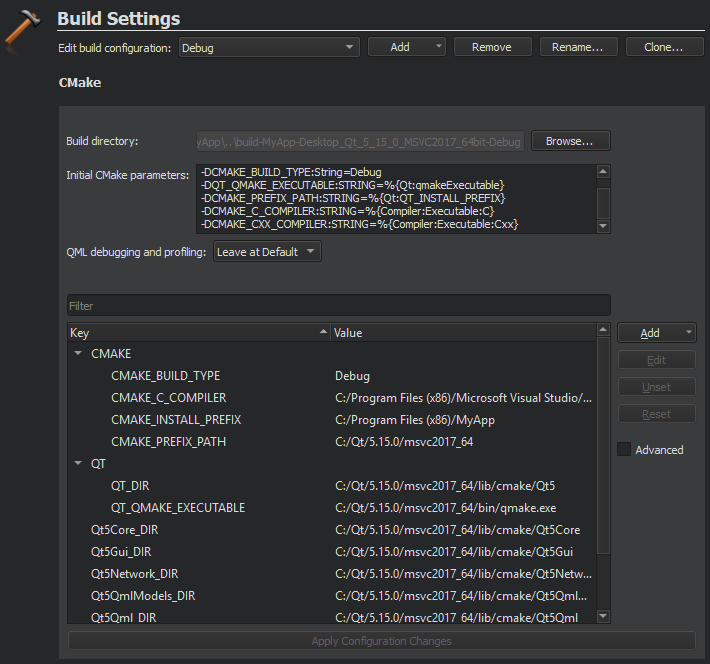 Build Settings
Edit build configuration: Debug Add Remove Rename... Clone...
CMake
Build directory: yApp\..\build-MyApp-Desktop_Qt_5_15_0_MSVC2017_64bit-Debug Browse...
Initial CMake parameters: -DCMAKE_BUILD_TYPE:String=Debug
-DQT_QMAKE_EXECUTABLE:STRING=%{Qt:qmakeExecutable}
-DCMAKE_PREFIX_PATH:STRING=%{Qt:QT_INSTALL_PREFIX}
-DCMAKE_C_COMPILER:STRING=%{Compiler:Executable:C}
-DCMAKE_CXX_COMPILER:STRING=%{Compiler:Executable:Cxx}
QML debugging and profiling: Leave at Default
Filter
Key Value Add
CMAKE
Edit
CMAKE_BUILD_TYPE Debug
Unset
CMAKE_C_COMPILER C:/Program Files (x86)/Microsoft Visual Studio/...
Reset
CMAKE_INSTALL_PREFIX C:/Program Files (x86)/MyApp
CMAKE_PREFIX_PATH C:/Qt/5.15.0/msvc2017_64
Advanced
QT
QT_DIR C:/Qt/5.15.0/msvc2017_64/lib/cmake/Qt5
QT_QMAKE_EXECUTABLE C:/Qt/5.15.0/msvc2017_64/bin/qmake.exe
Qt5Core_DIR C:/Qt/5.15.0/msvc2017_64/lib/cmake/Qt5Core
Qt5Gui_DIR C:/Qt/5.15.0/msvc2017_64/lib/cmake/Qt5Gui
Qt5Network_DIR C:/Qt/5.15.0/msvc2017_64/lib/cmake/Qt5Netw...
Qt5QmlModels_DIR C:/Qt/5.15.0/msvc2017_64/lib/cmake/Qt5Qml...
Qt5Qml_DIR C:/Qt/5.15.0/msvc2017_64/lib/cmake/Qt5Qml
Apply Configuration Changes